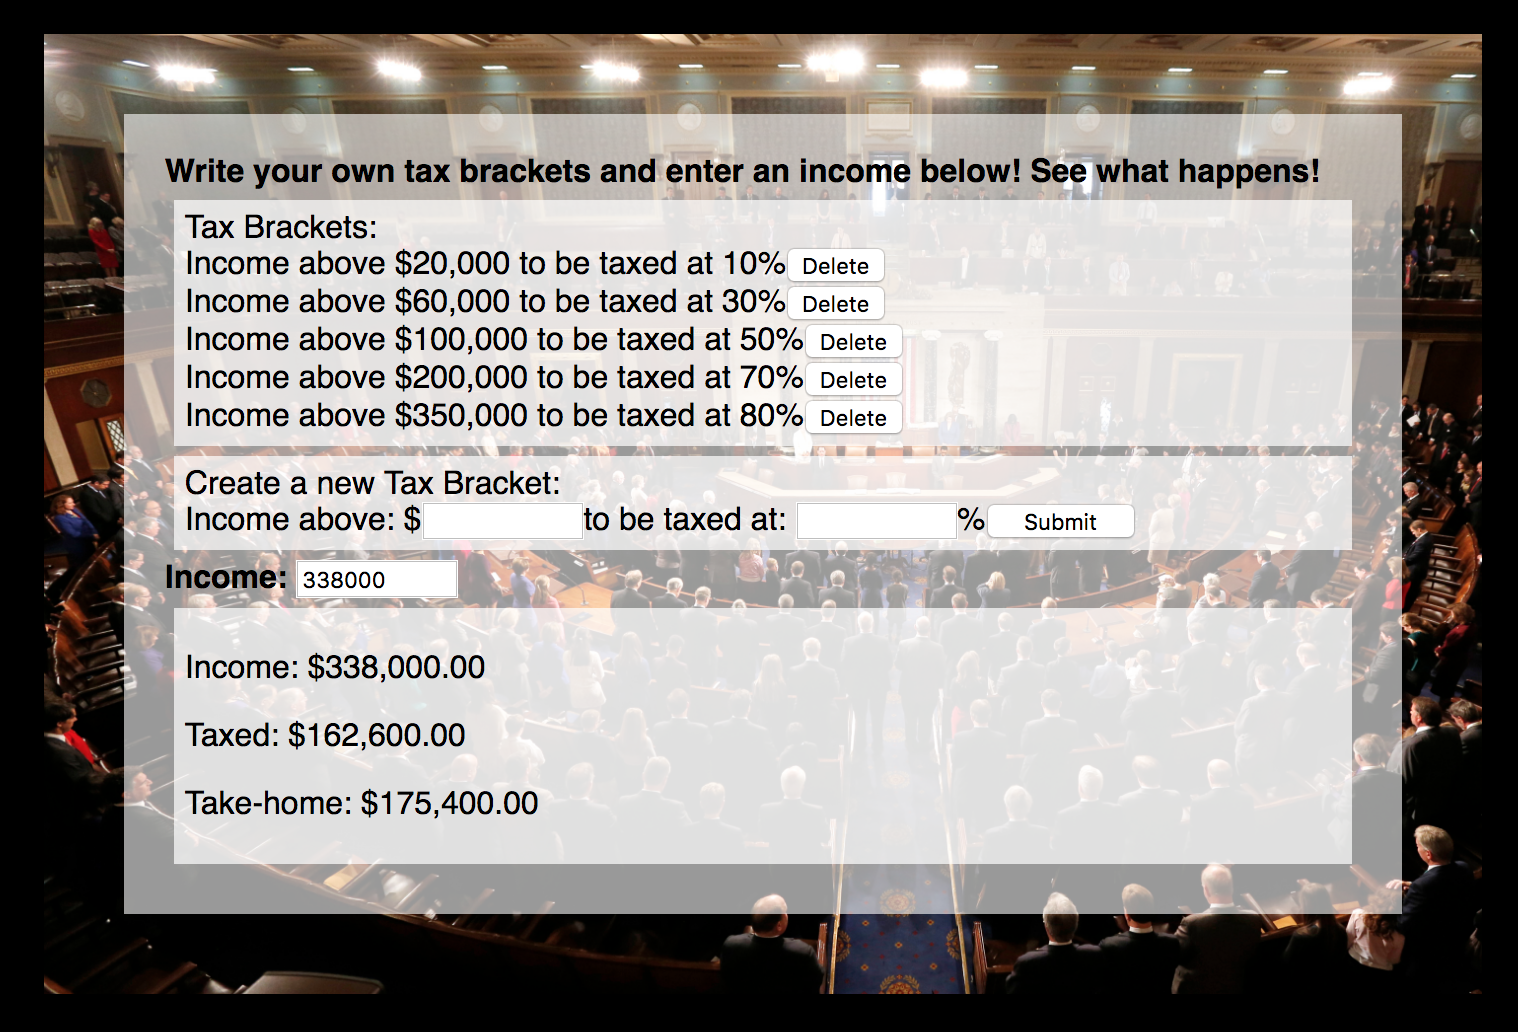 Write your own tax brackets and enter an income below! See what happens!
Tax Brackets:
Income above $20,000 to be taxed at 10% Delete
Income above $60,000 to be taxed at 30% Delete
Income above $100,000 to be taxed at 50% Delete
Income above $200,000 to be taxed at 70% Delete
Income above $350,000 to be taxed at 80% Delete
Create a new Tax Bracket:
Income above: $ to be taxed at: % Submit
Income: 338000
Income: $338,000.00
Taxed: $162,600.00
Take-home: $175,400.00